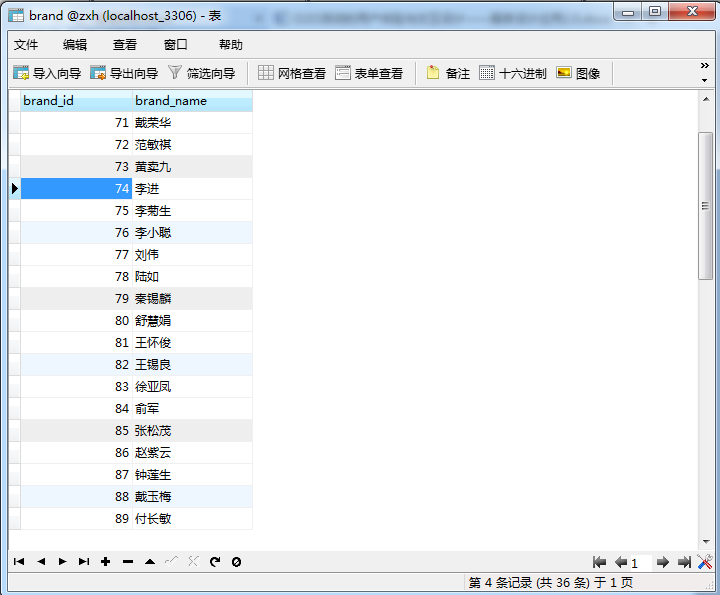 brand @zxh (localhost_3306) - 表
文件 编辑 查看 窗口 帮助
导入向导 导出向导 筛选向导 网格查看 表单查看 备注 十六进制 图像
brand_id brand_name
71 戴荣华
72 范敏祺
73 黄卖九
74 李进
75 李菊生
76 李小聪
77 刘伟
78 陆如
79 秦锡麟
80 舒慧娟
81 王怀俊
82 王锡良
83 徐亚凤
84 俞军
85 张松茂
86 赵紫云
87 钟莲生
88 戴玉梅
89 付长敏
1
第 4 条记录 (共 36 条) 于 1 页